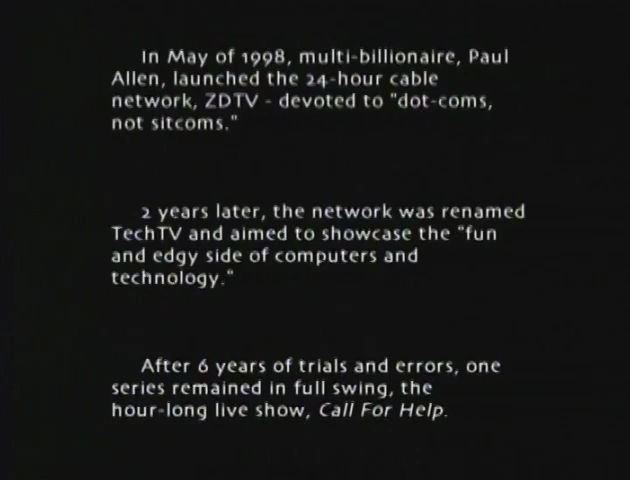 In May of 1998, multi-billionaire, Paul
Allen, launched the 24-hour cable
network, ZDTV - devoted to "dot-coms,
not sitcoms."
2 years later, the network was renamed
TechTV and aimed to showcase the "fun
and edgy side of computers and
technology."
After 6 years of trials and errors, one
series remained in full swing, the
hour-long live show, Call For Help.